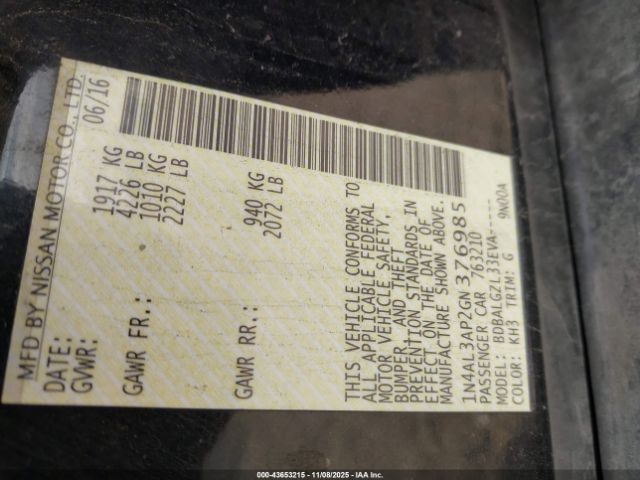 MFD BY NISSAN MOTOR CO., LTD.
DATE: 06/16
GVWR: 1917 KG
4226 LB
GAWR FR.: 1010 KG
2227 LB
GAWR RR.: 940 KG
2072 LB
THIS VEHICLE CONFORMS TO
ALL APPLICABLE FEDERAL
MOTOR VEHICLE SAFETY,
BUMPER, AND THEFT
PREVENTION STANDARDS IN
EFFECT ON THE DATE OF
MANUFACTURE SHOWN ABOVE.
1N4AL3AP2GN376985
PASSENGER CAR 763210
MODEL: BDBALGZL33EVA-----
COLOR: KH3 TRIM: G 9N00A
000-43653215 - 11/08/2025 - IAA Inc.